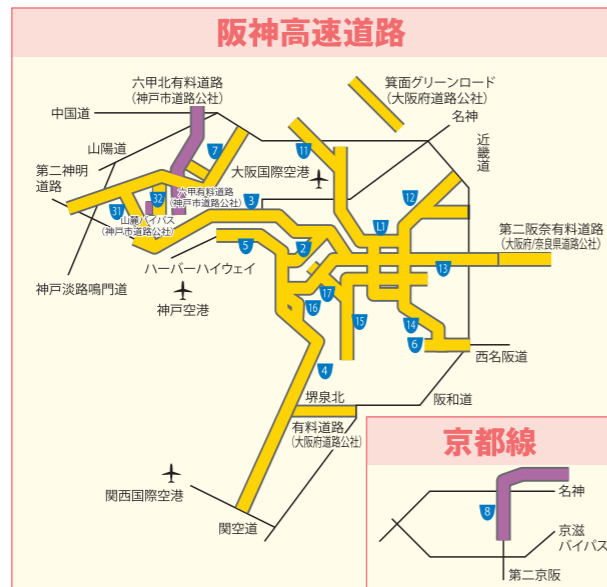 阪神高速道路
六甲北有料道路
(神戸市道路公社)
箕面グリーンロード
(大阪府道路公社)
中国道
名神
山陽道
近畿道
7
11
大阪国際空港
第二神明
道路
12
六甲有料道路
(神戸市道路公社)
3
31
32
山麓バイパス
(神戸市道路公社)
L1
第二阪奈有料道路
(大阪府/奈良県道路公社)
5
2
ハーバーハイウェイ
13
神戸淡路鳴門道
神戸空港
17
16
15
14
6
西名阪道
4
堺泉北
有料道路
(大阪府道路公社)
阪和道
関西国際空港
関空道
京都線
8
名神
京滋
バイパス
第二京阪